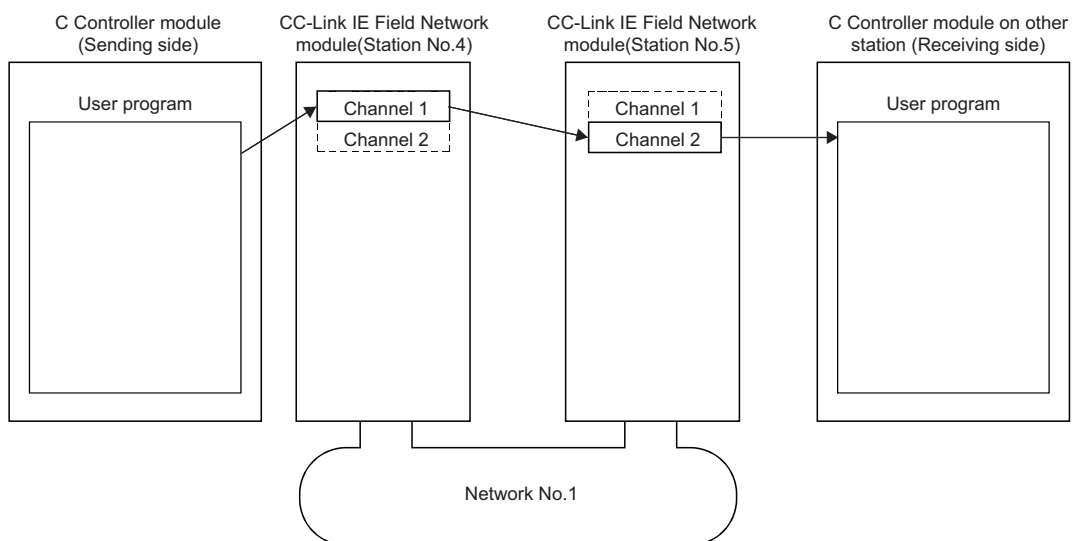 C Controller module
(Sending side)
CC-Link IE Field Network
module(Station No.4)
CC-Link IE Field Network
module(Station No.5)
C Controller module on other
station (Receiving side)
User program
Channel 1
Channel 2
Channel 1
Channel 2
User program
Network No.1